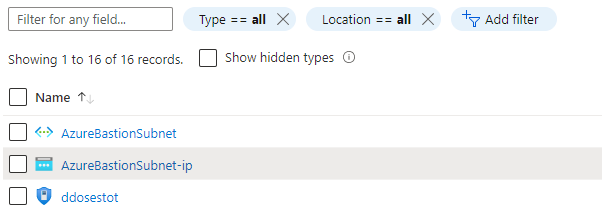 Filter for any field...
Type == all
Location == all
Add filter
Showing 1 to 16 of 16 records.
Show hidden types
Name
AzureBastionSubnet
AzureBastionSubnet-ip
ddosestot